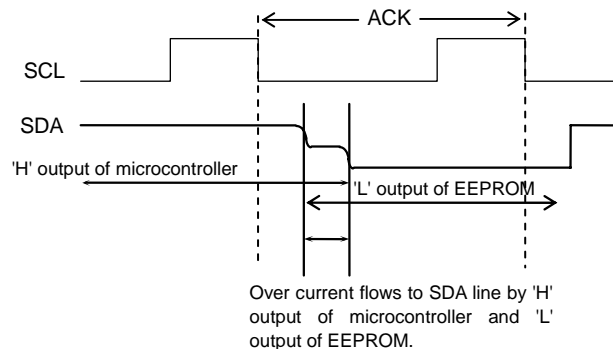 ACK
SCL
SDA
'H' output of microcontroller
'L' output of EEPROM
Over current flows to SDA line by 'H'
output of microcontroller and 'L'
output of EEPROM.